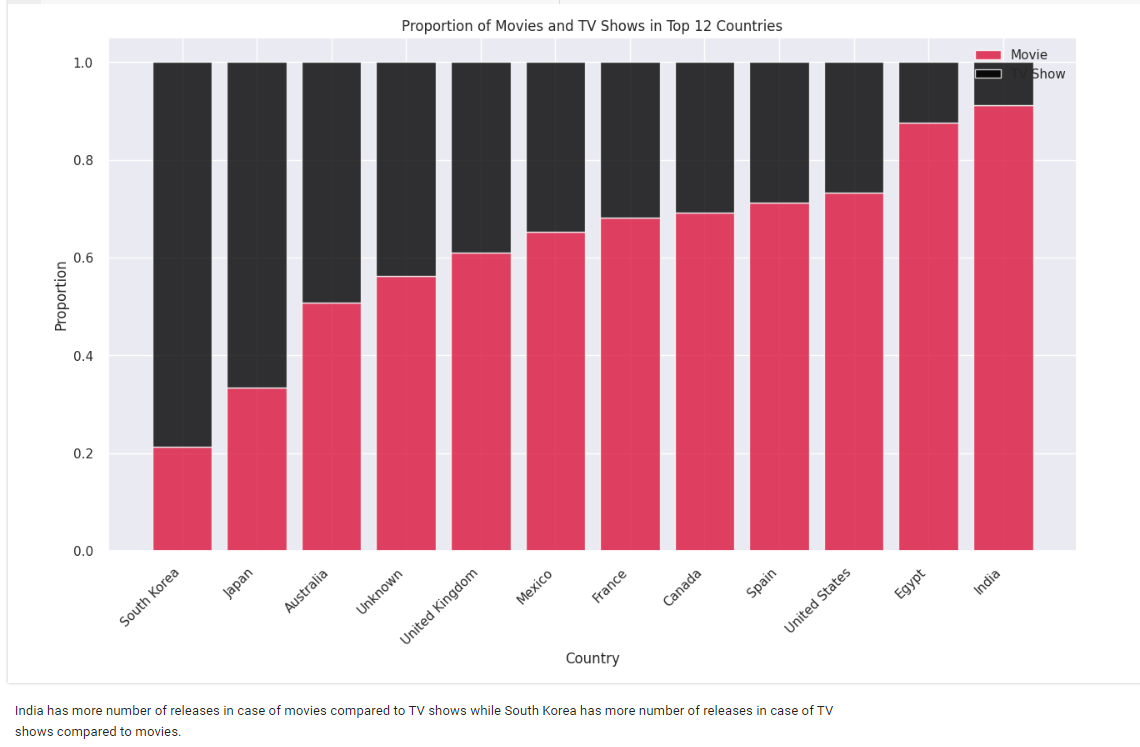 Proportion of Movies and TV Shows in Top 12 Countries
Movie
TV Show
1.0
0.8
0.6
0.4
0.2
0.0
Proportion
South Korea
Japan
Australia
Unknown
United Kingdom
Mexico
France
Canada
Spain
United States
Egypt
India
Country
India has more number of releases in case of movies compared to TV shows while South Korea has more number of releases in case of TV
shows compared to movies.